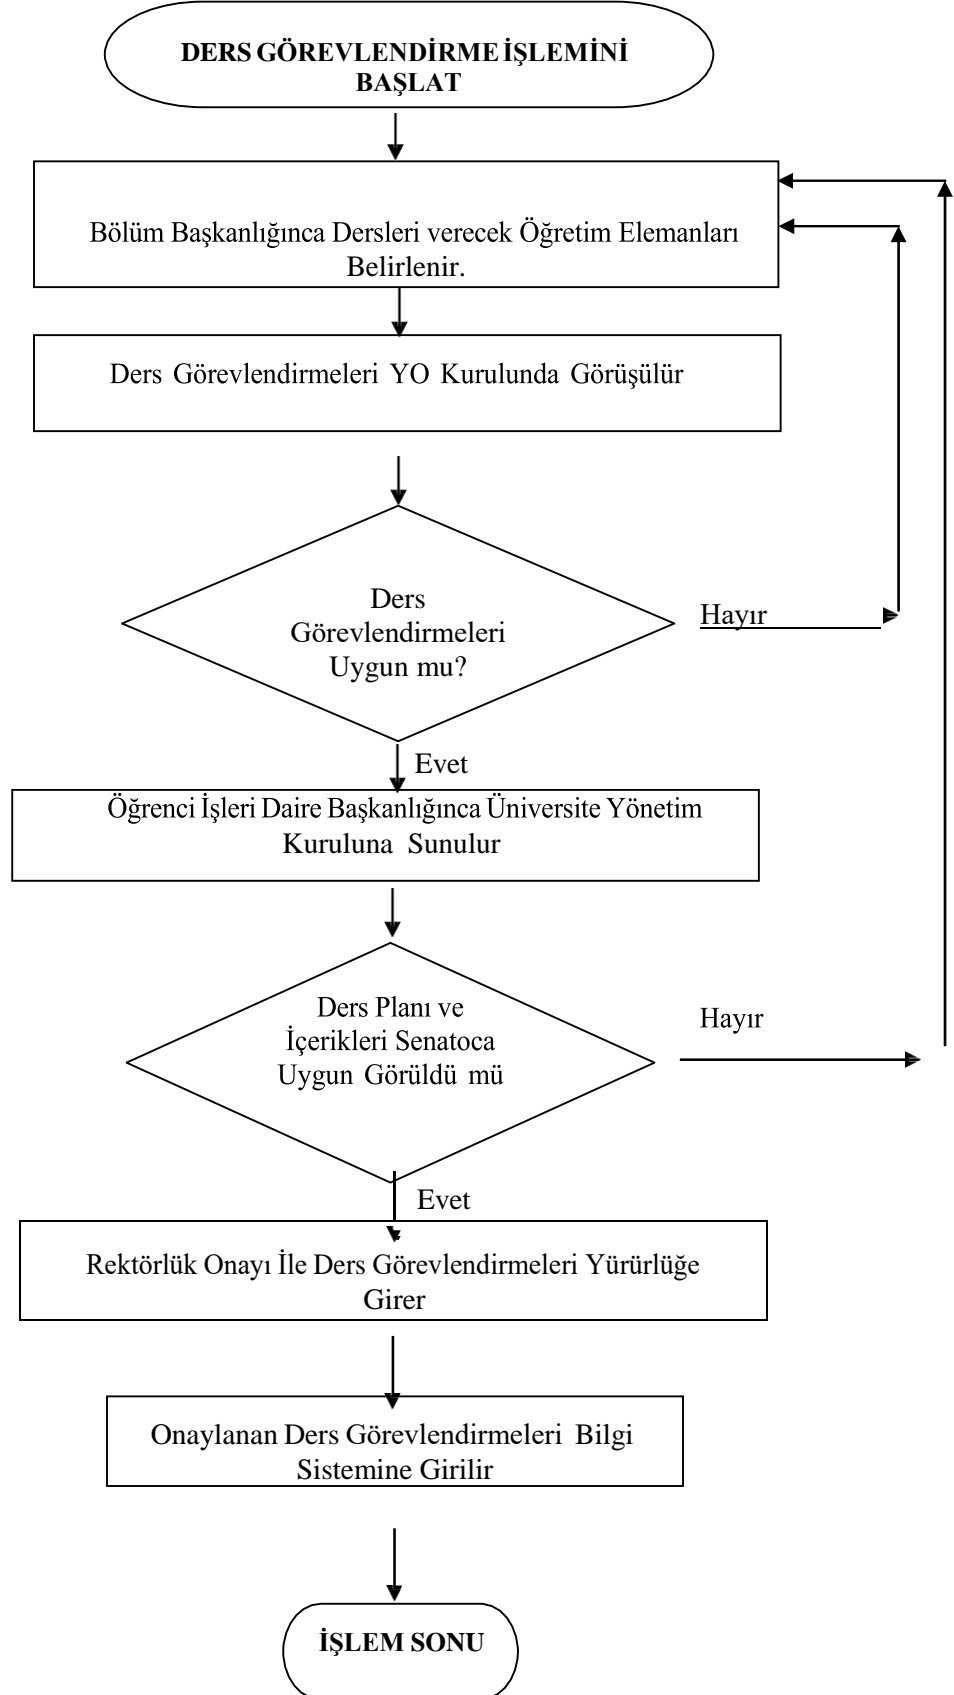 DERS GÖREVLENDİRME İŞLEMİNİ
BAŞLAT
Bölüm Başkanlığınca Dersleri verecek Öğretim Elemanları
Belirlenir.
Ders Görevlendirmeleri YO Kurulunda Görüşülür
Ders
Görevlendirmeleri
Uygun mu?
Hayır
Evet
Öğrenci İşleri Daire Başkanlığınca Üniversite Yönetim
Kuruluna Sunulur
Ders Planı ve
İçerikleri Senatoca
Uygun Görüldü mü
Hayır
Evet
Rektörlük Onayı İle Ders Görevlendirmeleri Yürürlüğe
Girer
Onaylanan Ders Görevlendirmeleri Bilgi
Sistemine Girilir
İŞLEM SONU